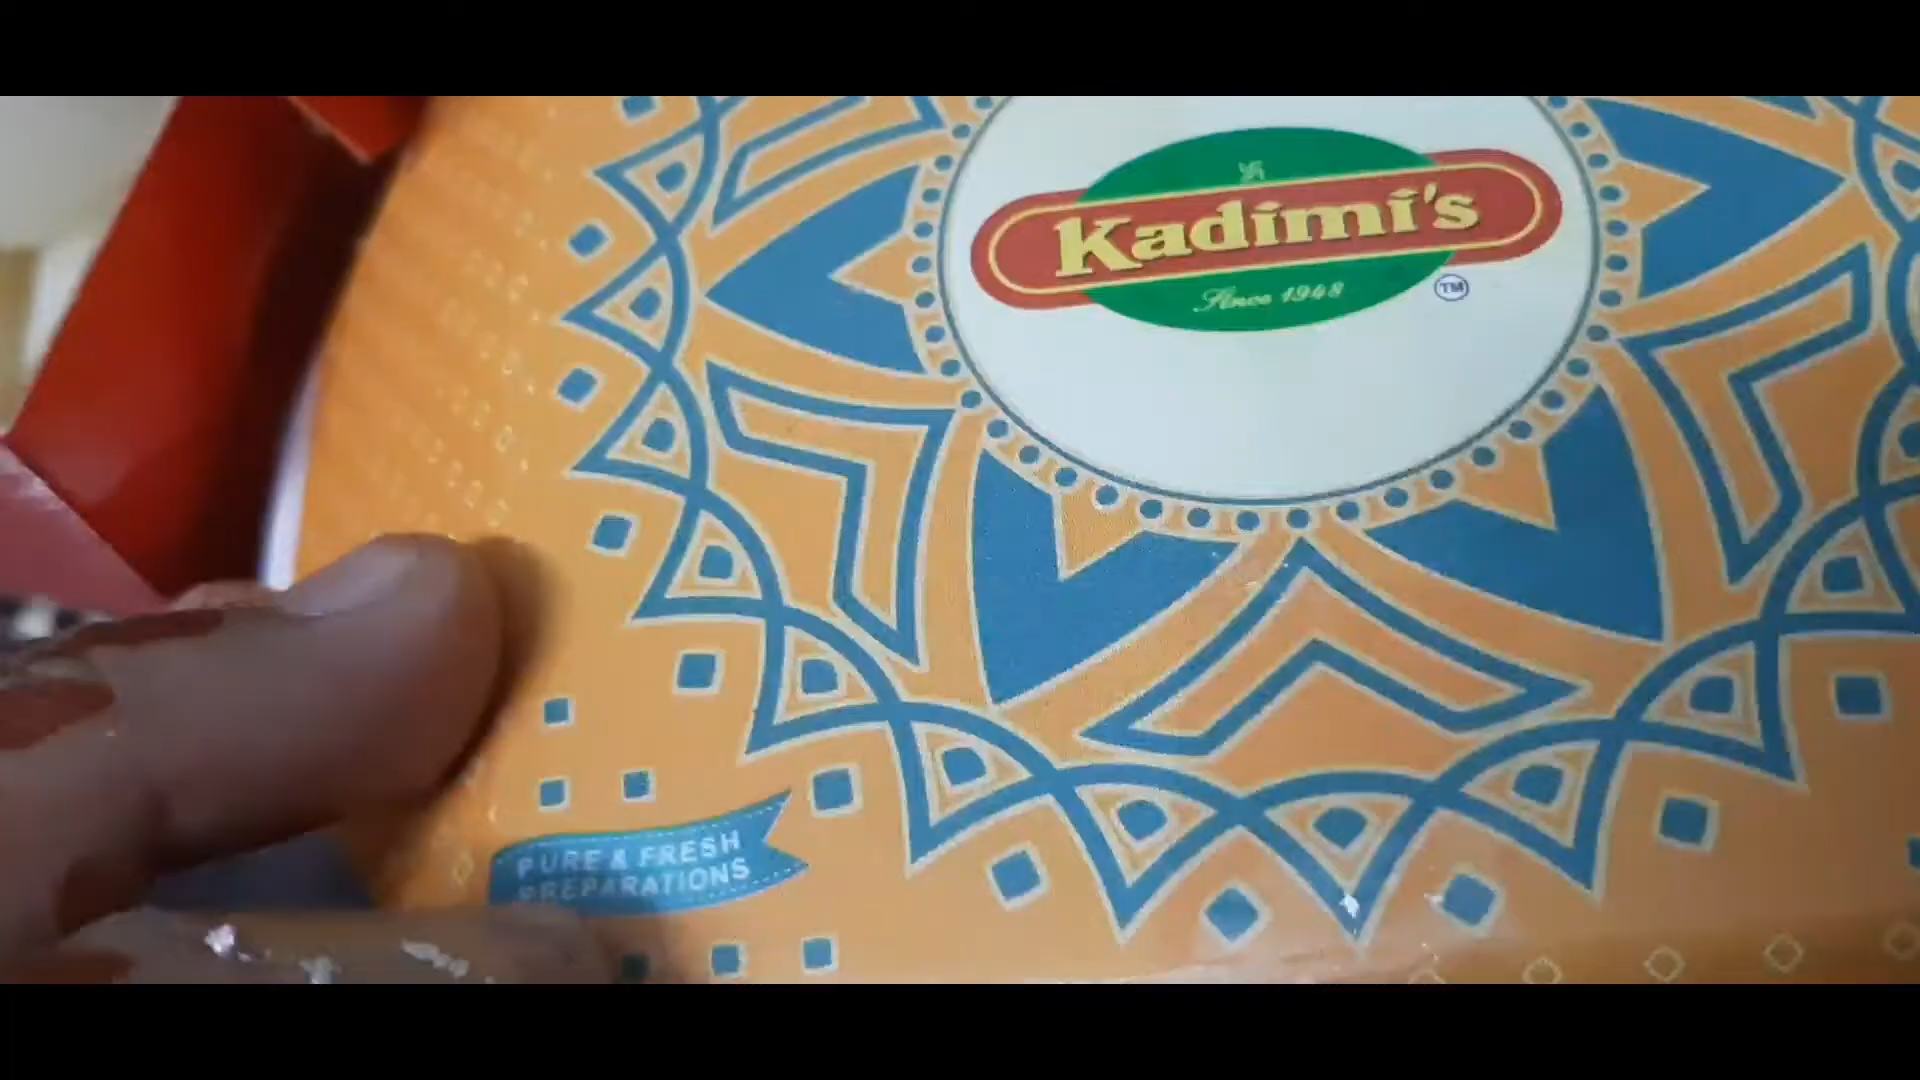 Kadimi's
Since 1948
TM
PURE & FRESH
PREPARATIONS